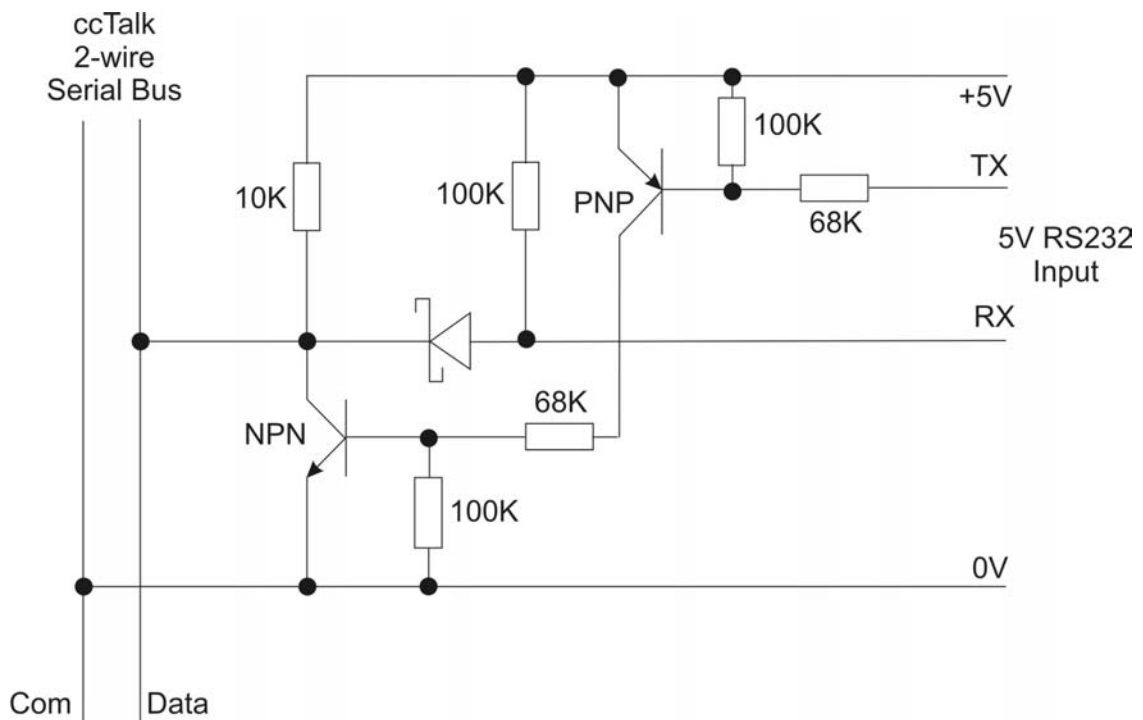 ccTalk
2-wire
Serial Bus
+5V
100K
TX
10K
100K
PNP
68K
5V RS232
Input
RX
68K
NPN
100K
0V
Com
Data